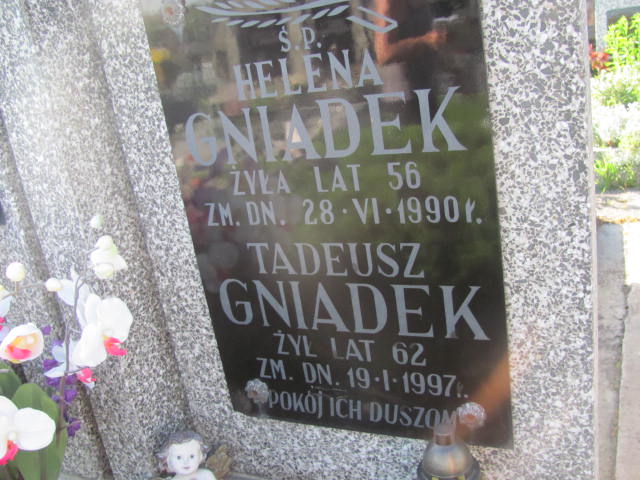 Ś.P.
HELENA
GNIADEK
ŻYŁA LAT 56
ZM. DN. 28·VI·1990r.
TADEUSZ
GNIADEK
ŻYŁ LAT 62
ZM. DN. 19·I·1997r.
POKÓJ ICH DUSZOM